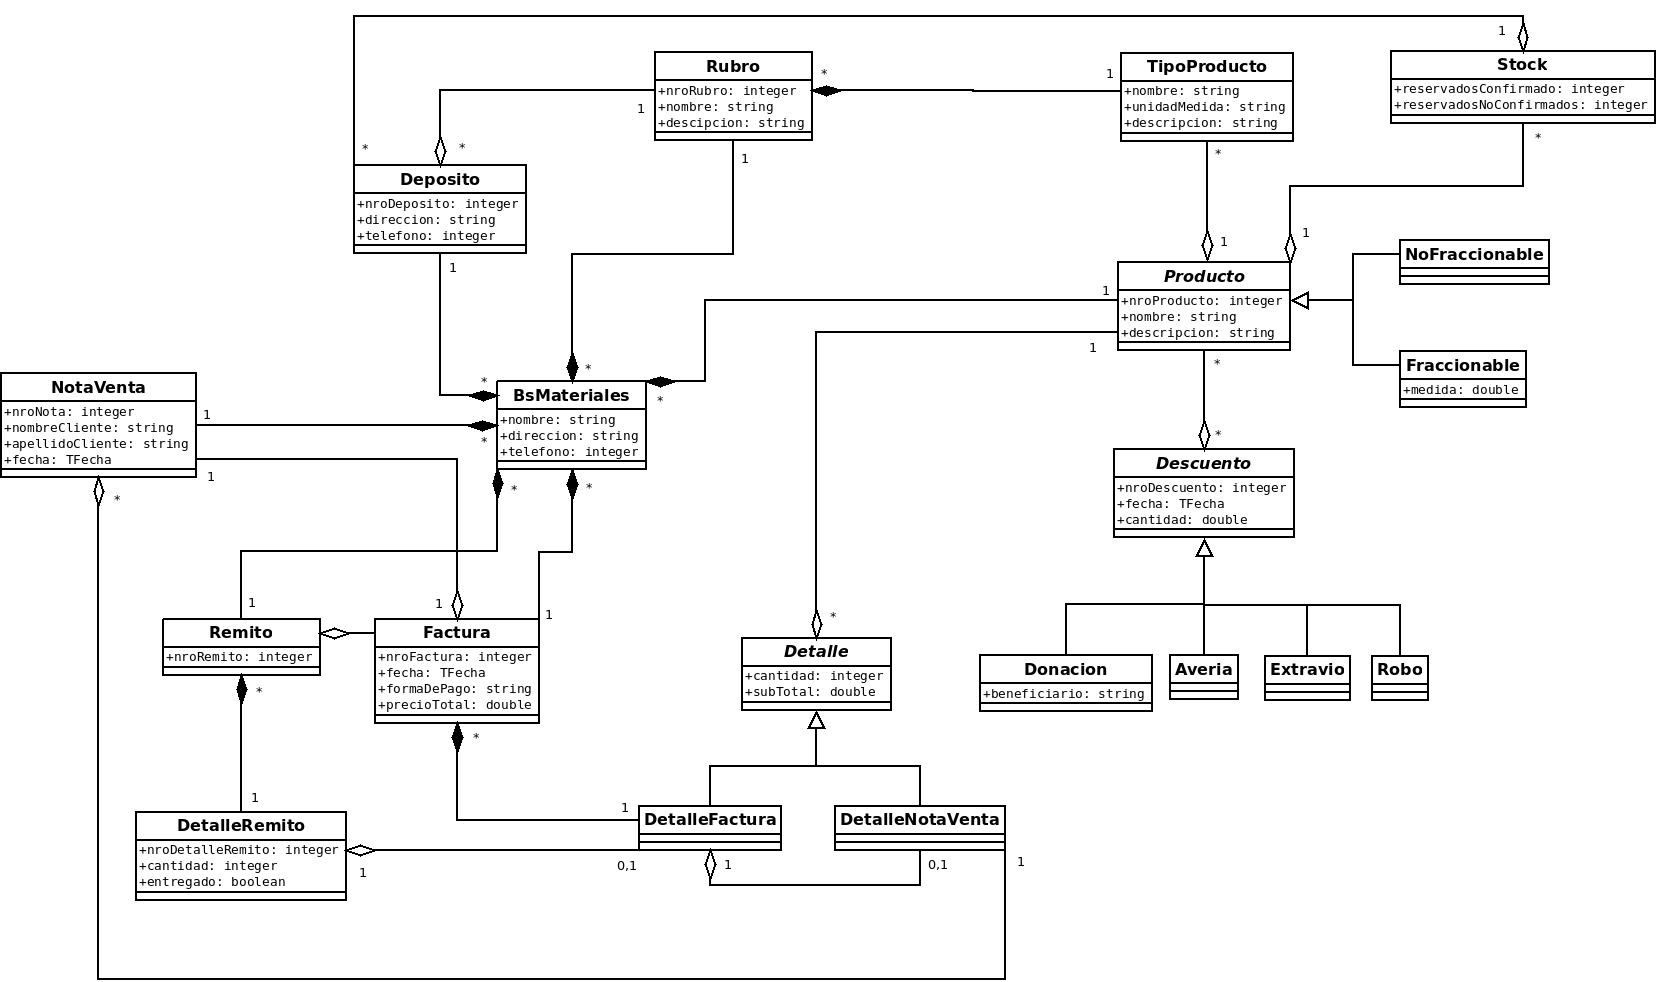 1
Rubro
+nroRubro: integer
+nombre: string
+descipcion: string
*
1
1
TipoProducto
+nombre: string
+unidadMedida: string
+descripcion: string
Stock
+reservadosConfirmado: integer
+reservadosNoConfirmados: integer
*
*
1
*
*
Deposito
+nroDeposito: integer
+direccion: string
+telefono: integer
1
1
1
NoFraccionable
Producto
+nroProducto: integer
+nombre: string
+descripcion: string
1
1
*
Fraccionable
+medida: double
NotaVenta
+nroNota: integer
+nombreCliente: string
+apellidoCliente: string
+fecha: TFecha
1
1
*
*
*
*
*
BsMateriales
+nombre: string
+direccion: string
+telefono: integer
*
*
*
Descuento
+nroDescuento: integer
+fecha: TFecha
+cantidad: double
1
1
1
*
Remito
+nroRemito: integer
*
Factura
+nroFactura: integer
+fecha: TFecha
+formaDePago: string
+precioTotal: double
*
Detalle
+cantidad: integer
+subTotal: double
Donacion
+beneficiario: string
Averia
Extravio
Robo
1
1
DetalleRemito
+nroDetalleRemito: integer
+cantidad: integer
+entregado: boolean
1
DetalleFactura
DetalleNotaVenta
0,1
1
0,1
1